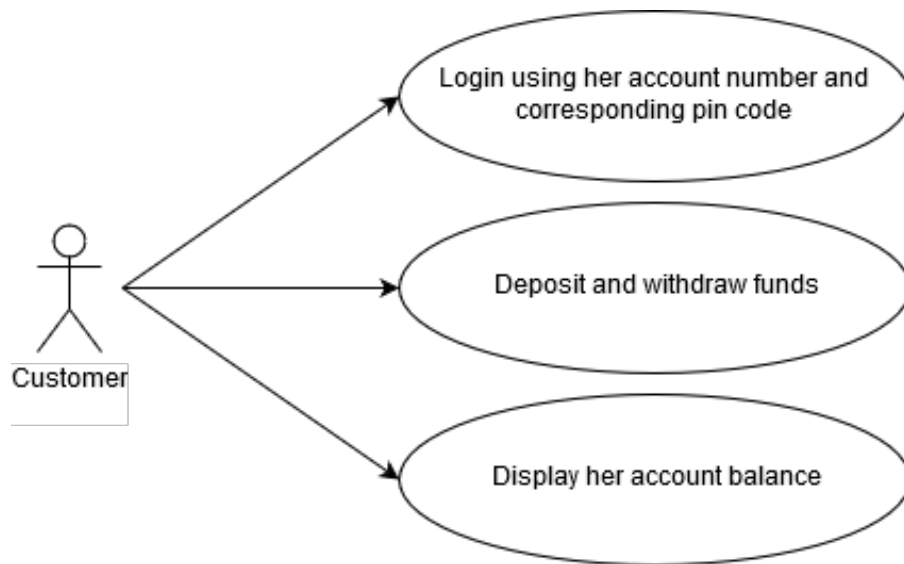 Login using her account number and
corresponding pin code
Deposit and withdraw funds
Customer
Display her account balance